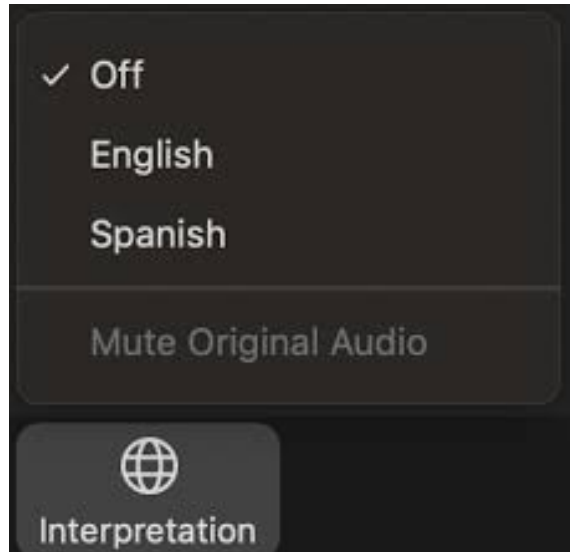 Off
English
Spanish
Mute Original Audio
Interpretation